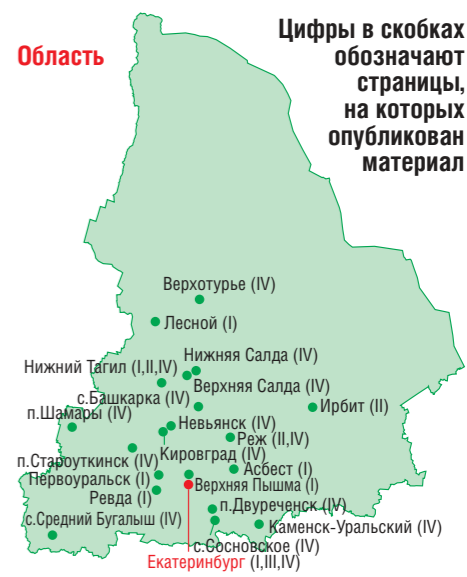 Область
Цифры в скобках
обозначают
страницы,
на которых
опубликован
материал
Верхотурье (IV)
Лесной (I)
Нижняя Салда (IV)
Нижний Тагил (I,II,IV)
Верхняя Салда (IV)
с.Башкарка (IV)
п.Шамары (IV)
Ирбит (II)
Невьянск (IV)
Реж (II,IV)
Кировград (IV)
п.Староуткинск (IV)
Асбест (I)
Первоуральск (I)
Верхняя Пышма (I)
Ревда (I)
п.Двуреченск (IV)
с.Средний Бугалыш (IV)
Каменск-Уральский (IV)
с.Сосновское (IV)
Екатеринбург (I,III,IV)